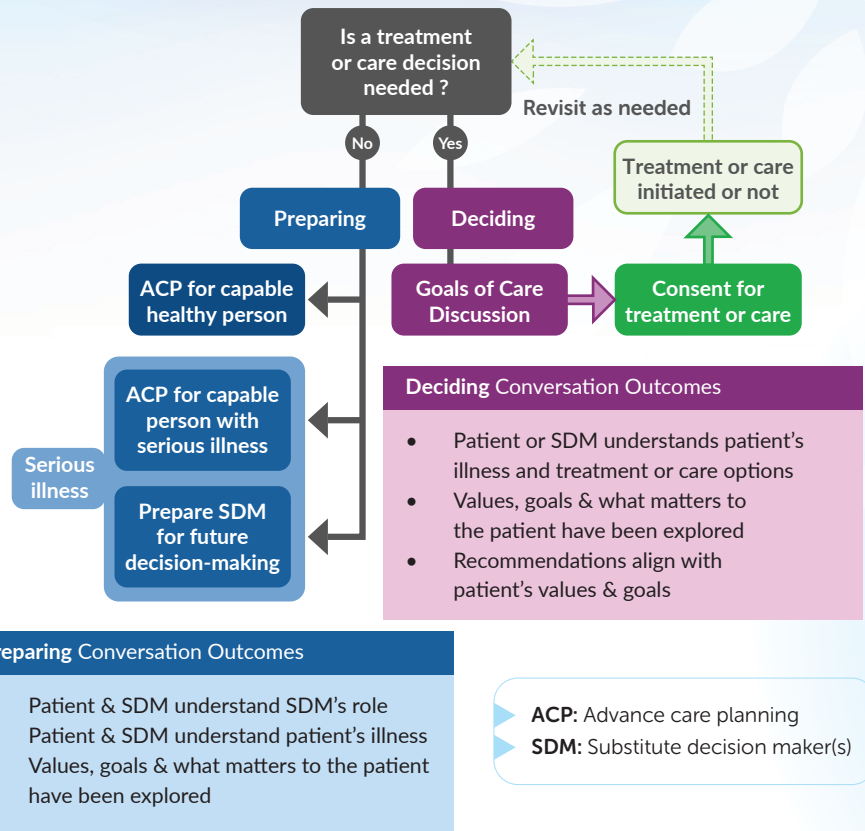 Is a treatment
or care decision
needed ?
Revisit as needed
No
Yes
Treatment or care
initiated or not
Preparing
Deciding
ACP for capable
healthy person
Goals of Care
Discussion
Consent for
treatment or care
ACP for capable
person with
serious illness
Serious
illness
Prepare SDM
for future
decision-making
Deciding Conversation Outcomes
• Patient or SDM understands patient's
illness and treatment or care options
• Values, goals & what matters to
the patient have been explored
• Recommendations align with
patient's values & goals
reparing Conversation Outcomes
Patient & SDM understand SDM's role
Patient & SDM understand patient's illness
Values, goals & what matters to the patient
have been explored
ACP: Advance care planning
SDM: Substitute decision maker(s)